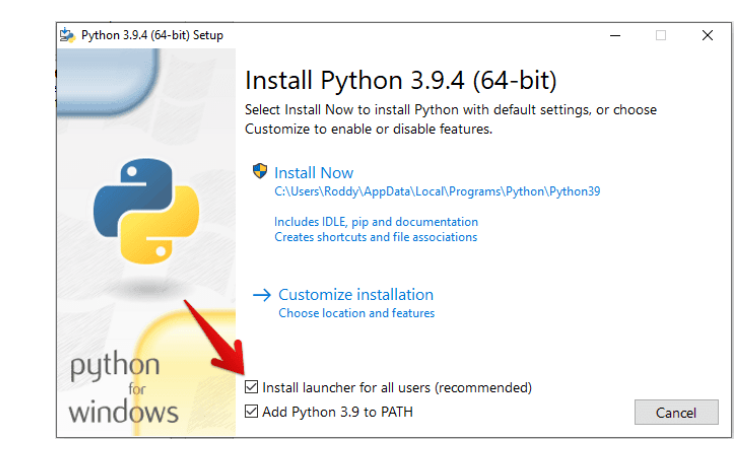 Python 3.9.4 (64-bit) Setup
Install Python 3.9.4 (64-bit)
Select Install Now to install Python with default settings, or choose
Customize to enable or disable features.
Install Now
C:\Users\Roddy\AppData\Local\Programs\Python\Python39
Includes IDLE, pip and documentation
Creates shortcuts and file associations
Customize installation
Choose location and features
python
for
windows
Install launcher for all users (recommended)
Add Python 3.9 to PATH
Cancel